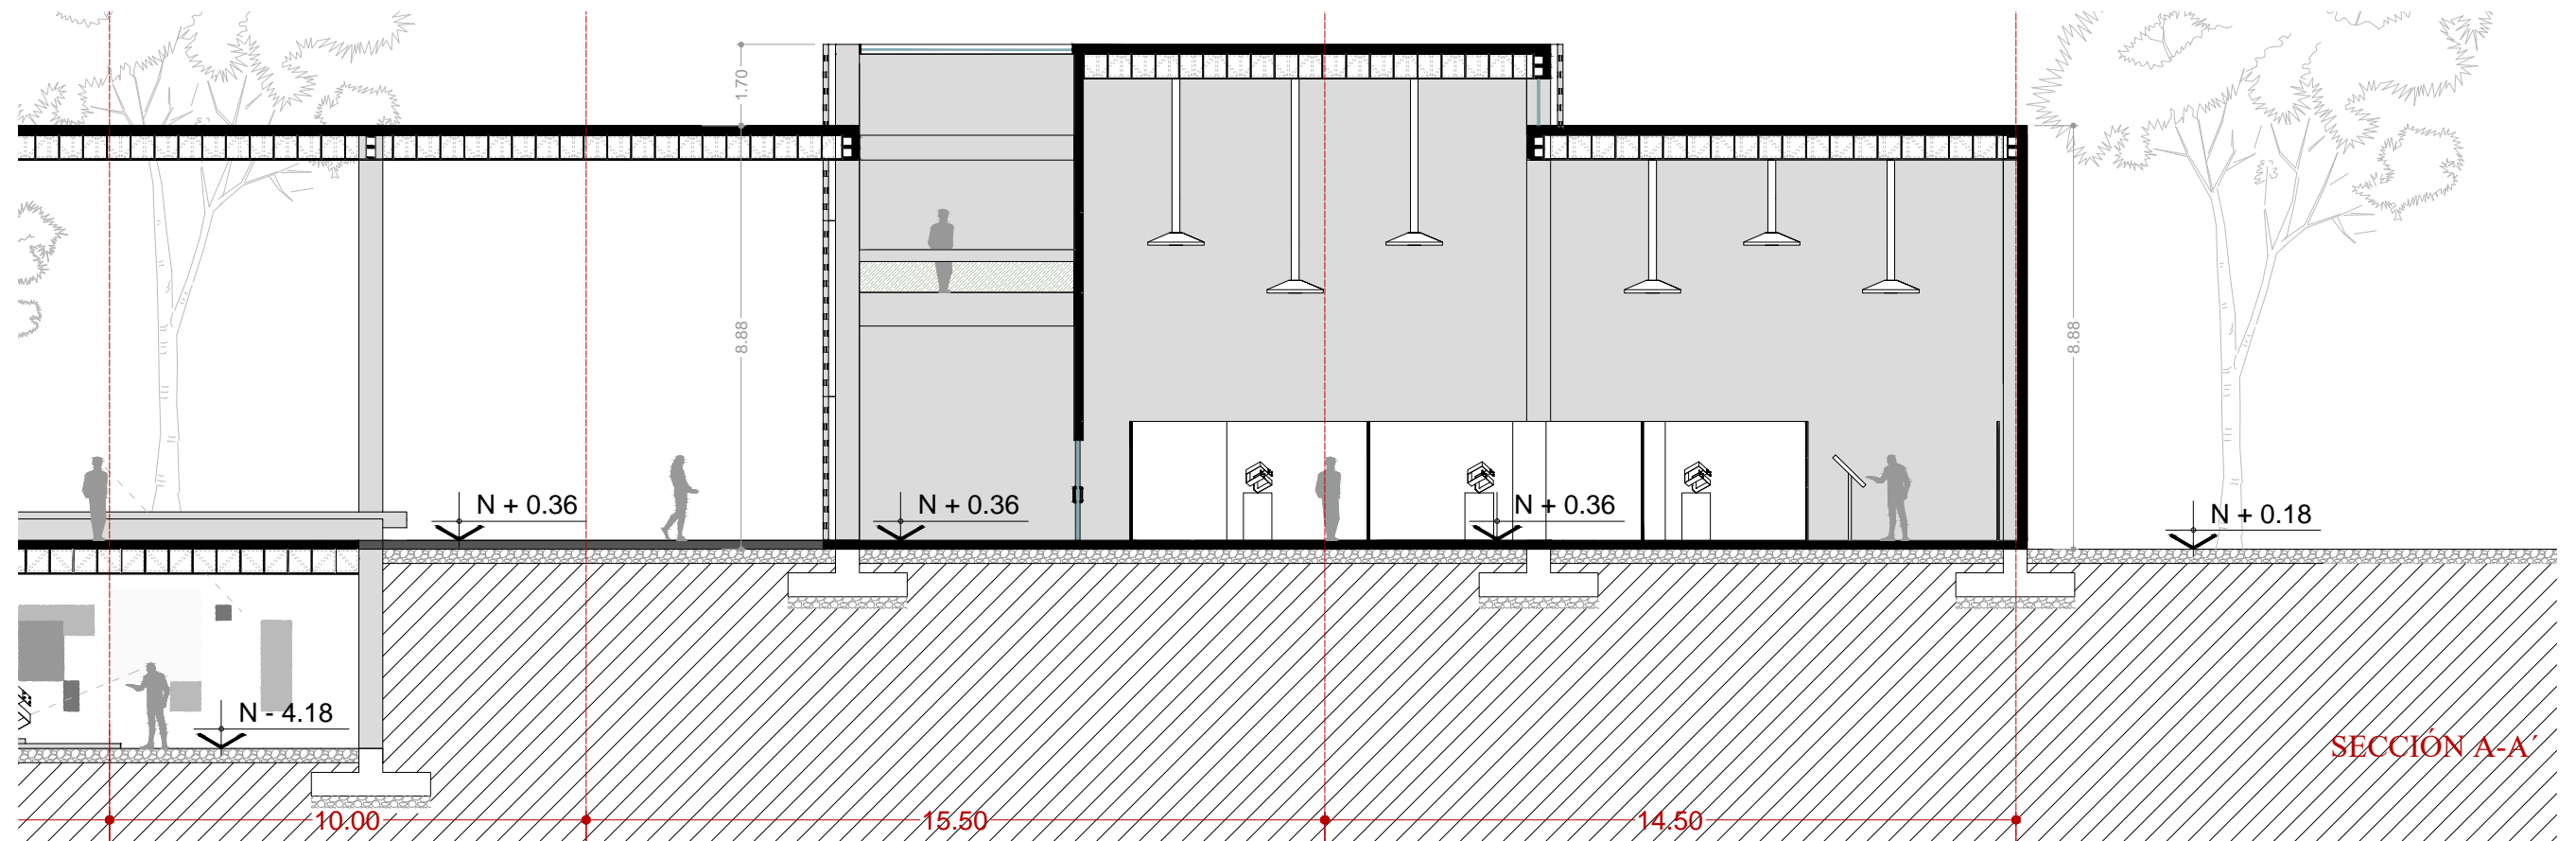 1.70
8.88
8.88
N + 0.36
N + 0.36
N + 0.36
N + 0.18
N - 4.18
SECCIÓN A-A´
10.00
15.50
14.50